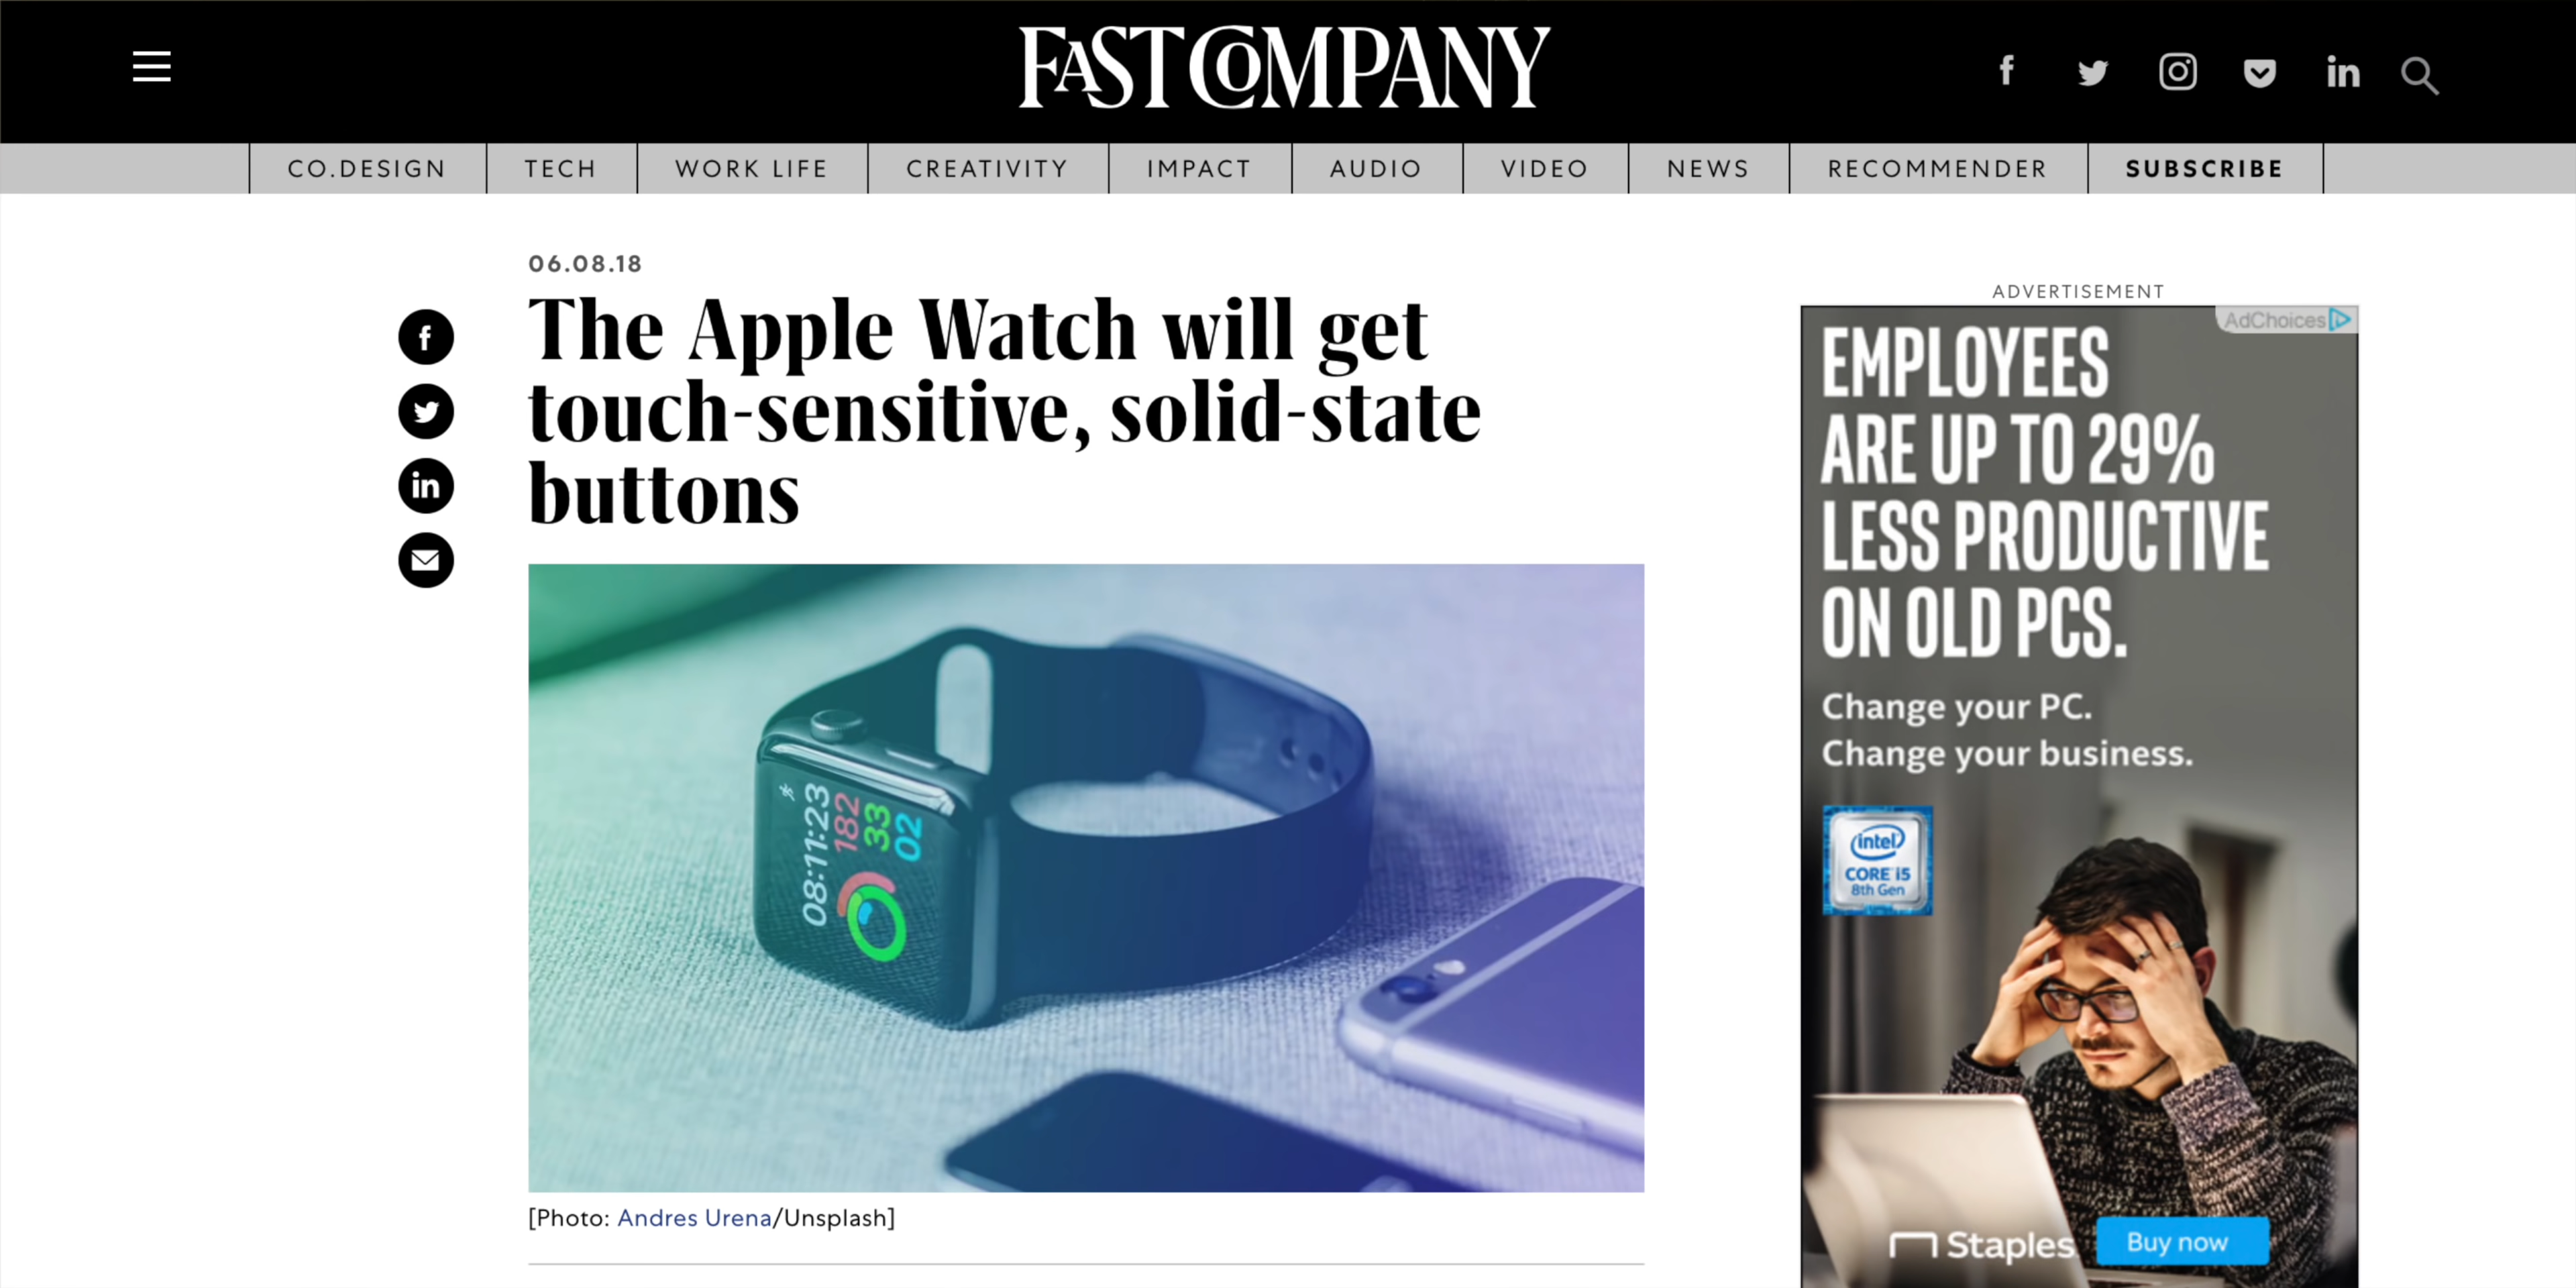 FAST COMPANY
CO.DESIGN
TECH
WORK LIFE
CREATIVITY
IMPACT
AUDIO
VIDEO
NEWS
RECOMMENDER
SUBSCRIBE
06.08.18
The Apple Watch will get
touch-sensitive, solid-state
buttons
08:11:23
182
33
02
[Photo: Andres Urena/Unsplash]
ADVERTISEMENT
AdChoices
EMPLOYEES
ARE UP TO 29%
LESS PRODUCTIVE
ON OLD PCS.
Change your PC.
Change your business.
intel
CORE i5
8th Gen
Staples
Buy now